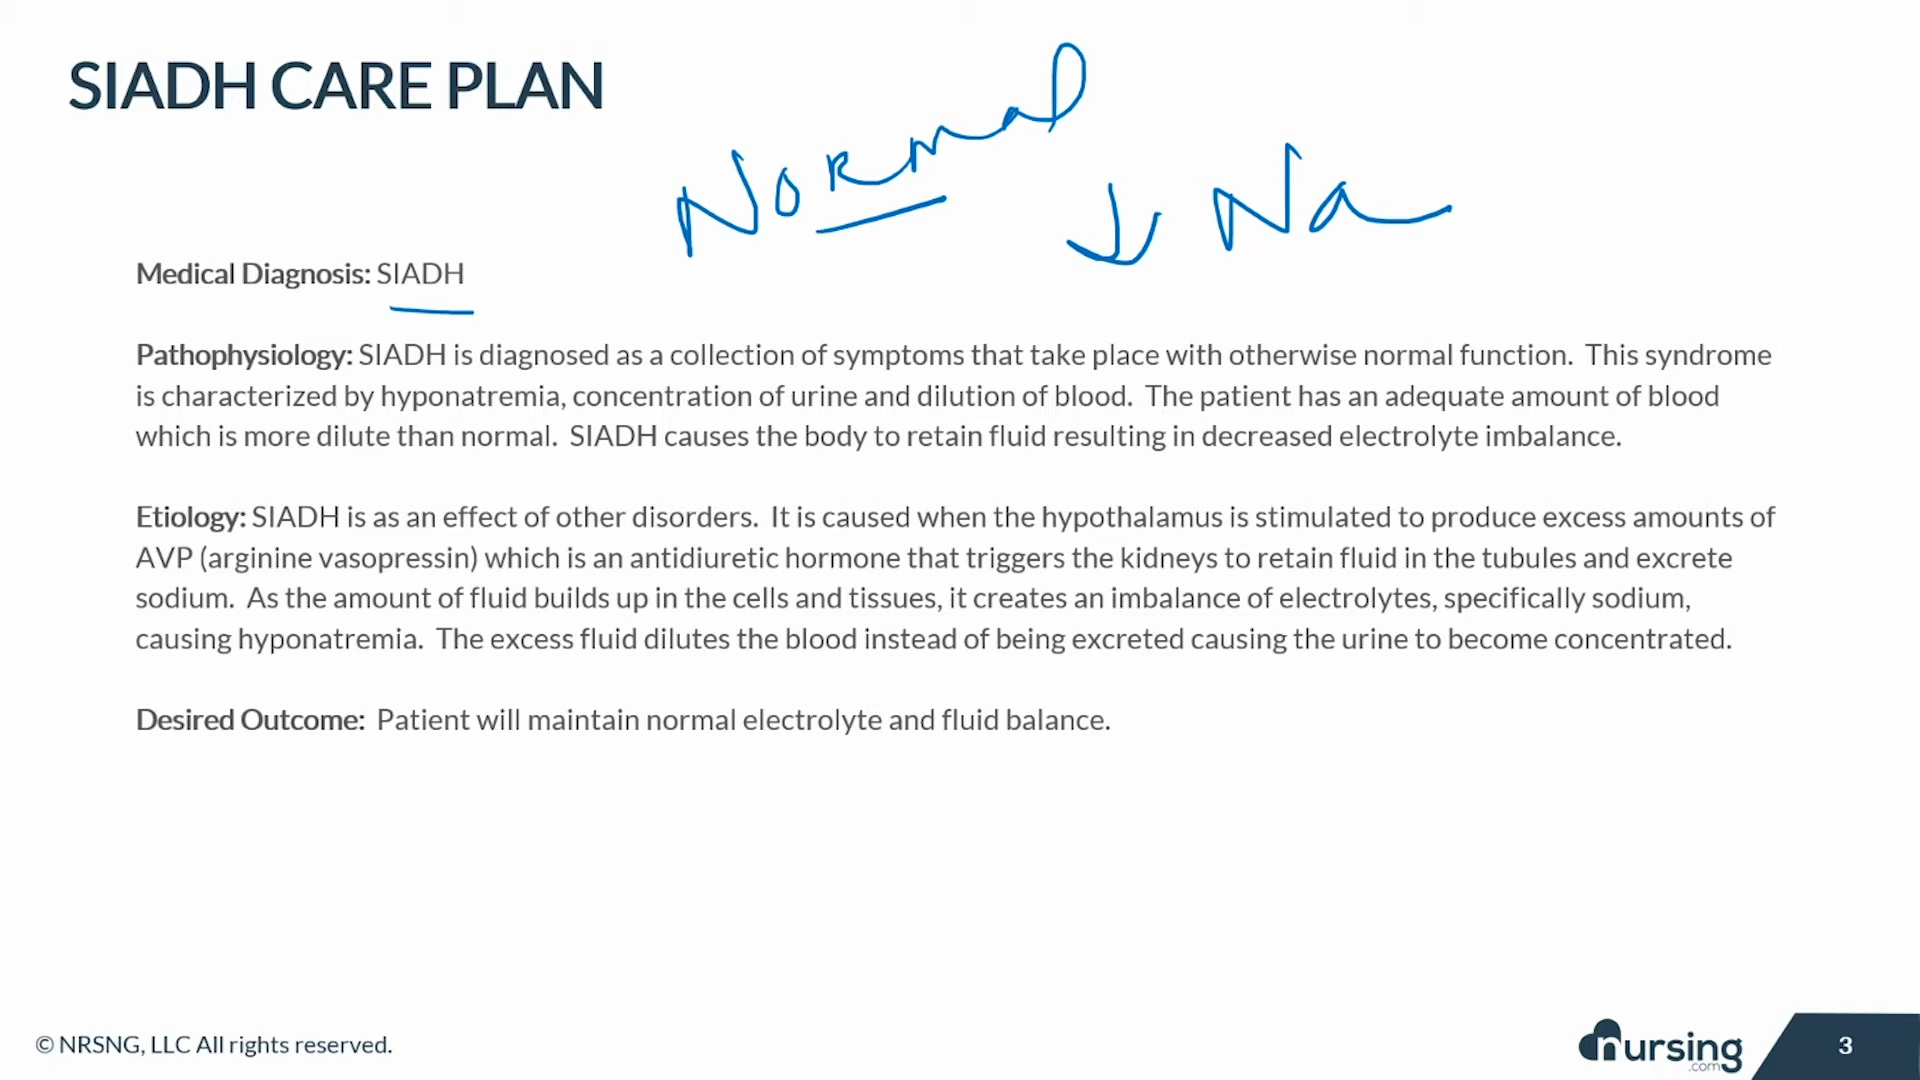 SIADH CARE PLAN
Normal
↓ Na
Medical Diagnosis: SIADH
Pathophysiology: SIADH is diagnosed as a collection of symptoms that take place with otherwise normal function. This syndrome
is characterized by hyponatremia, concentration of urine and dilution of blood. The patient has an adequate amount of blood
which is more dilute than normal. SIADH causes the body to retain fluid resulting in decreased electrolyte imbalance.
Etiology: SIADH is as an effect of other disorders. It is caused when the hypothalamus is stimulated to produce excess amounts of
AVP (arginine vasopressin) which is an antidiuretic hormone that triggers the kidneys to retain fluid in the tubules and excrete
sodium. As the amount of fluid builds up in the cells and tissues, it creates an imbalance of electrolytes, specifically sodium,
causing hyponatremia. The excess fluid dilutes the blood instead of being excreted causing the urine to become concentrated.
Desired Outcome: Patient will maintain normal electrolyte and fluid balance.
© NRSNG, LLC All rights reserved.
nursing
.com
3